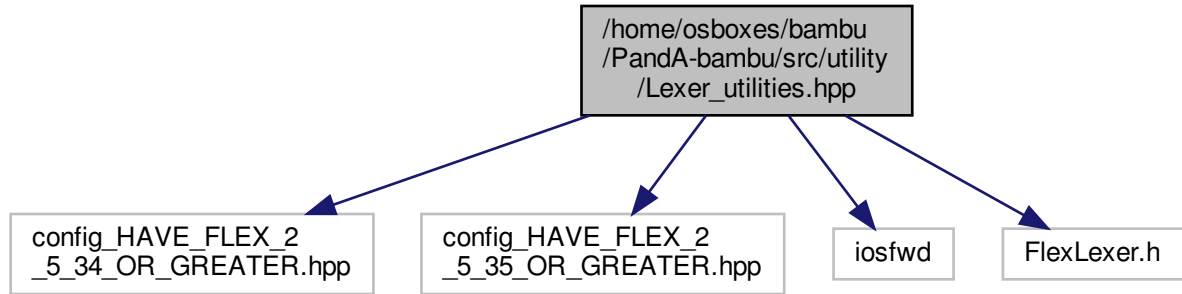 /home/osboxes/bambu
/PandA-bambu/src/utility
/Lexer_utilities.hpp
config_HAVE_FLEX_2
_5_34_OR_GREATER.hpp
config_HAVE_FLEX_2
_5_35_OR_GREATER.hpp
iosfwd
FlexLexer.h